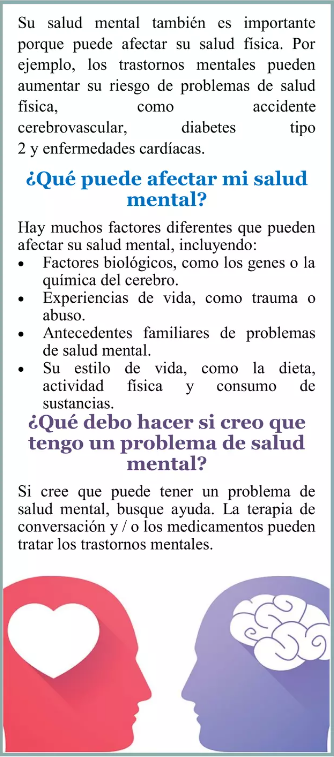 Su salud mental también es importante
porque puede afectar su salud física. Por
ejemplo, los trastornos mentales pueden
aumentar su riesgo de problemas de salud
física, como accidente
cerebrovascular, diabetes tipo
2 y enfermedades cardíacas.
¿Qué puede afectar mi salud
mental?
Hay muchos factores diferentes que pueden
afectar su salud mental, incluyendo:
• Factores biológicos, como los genes o la
química del cerebro.
• Experiencias de vida, como trauma o
abuso.
• Antecedentes familiares de problemas
de salud mental.
• Su estilo de vida, como la dieta,
actividad física y consumo de
sustancias.
¿Qué debo hacer si creo que
tengo un problema de salud
mental?
Si cree que puede tener un problema de
salud mental, busque ayuda. La terapia de
conversación y / o los medicamentos pueden
tratar los trastornos mentales.